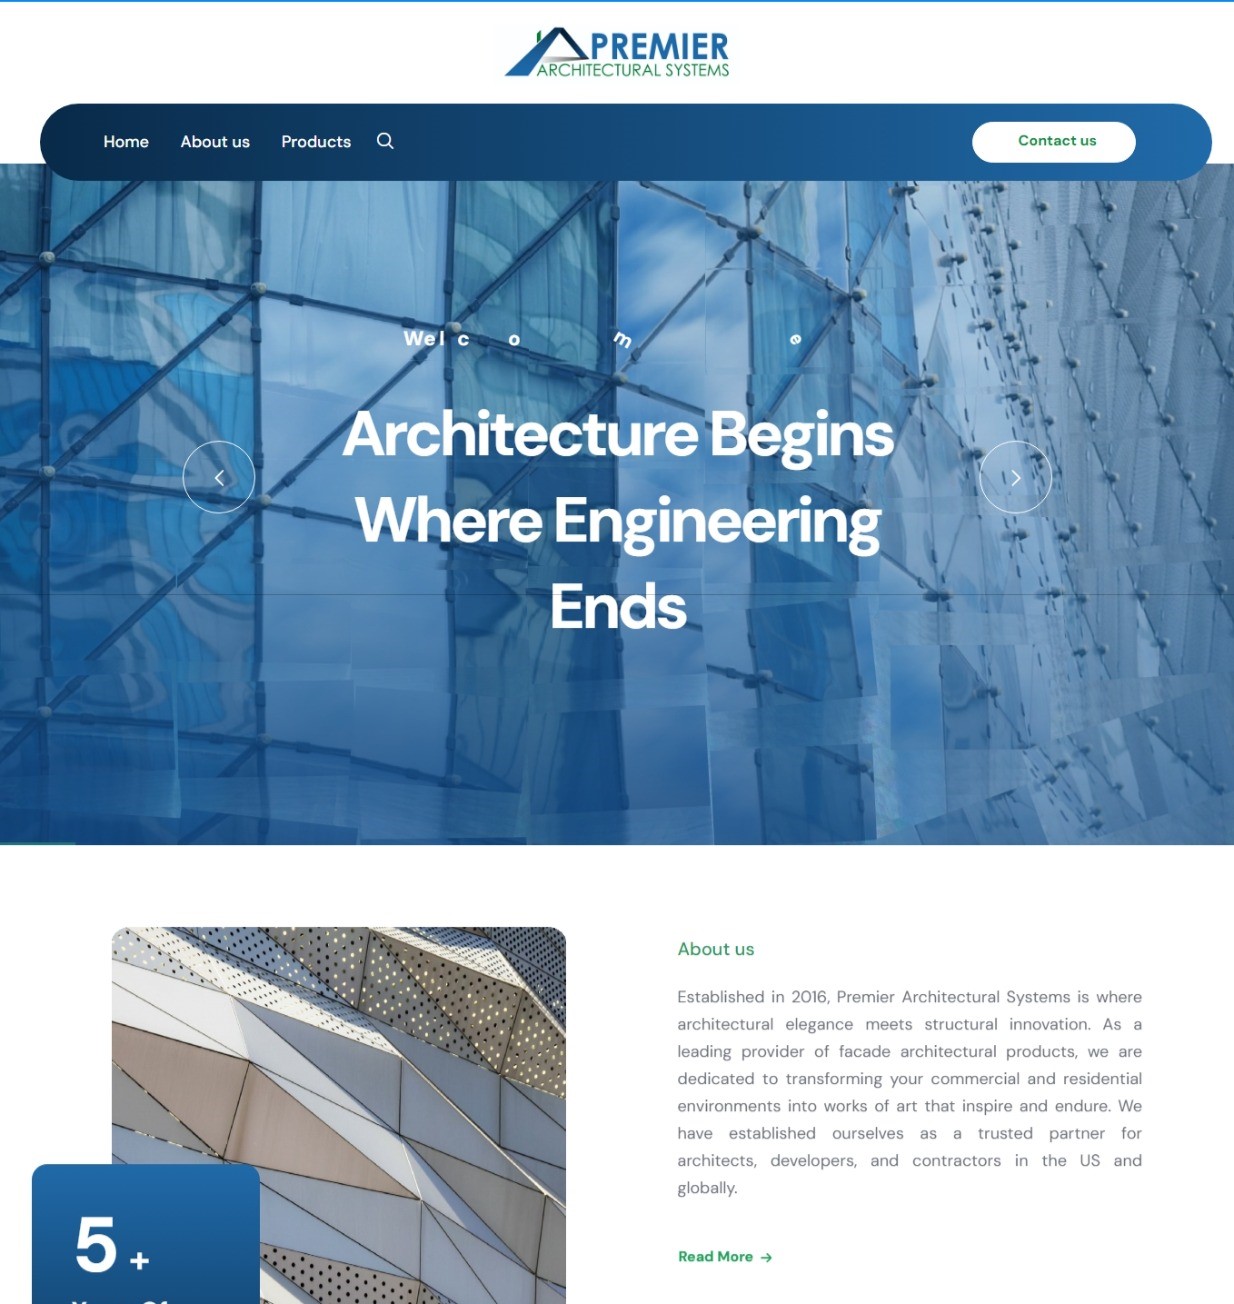 PREMIER
ARCHITECTURAL SYSTEMS
Home About us Products Contact us
Welcome
Architecture Begins
Where Engineering
Ends
About us
Established in 2016, Premier Architectural Systems is where
architectural elegance meets structural innovation. As a
leading provider of facade architectural products, we are
dedicated to transforming your commercial and residential
environments into works of art that inspire and endure. We
have established ourselves as a trusted partner for
architects, developers, and contractors in the US and
globally.
Read More →
5 +